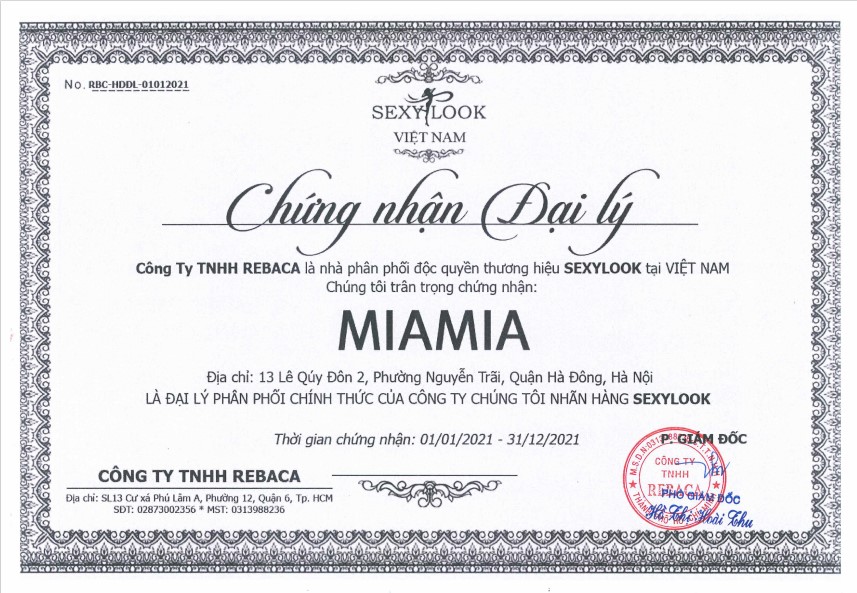 No. RBC-HDDL-01012021
SEXYLOOK
VIỆT NAM
Chứng nhận Đại lý
Công Ty TNHH REBACA là nhà phân phối độc quyền thương hiệu SEXYLOOK tại VIỆT NAM
Chúng tôi trân trọng chứng nhận:
MIAMIA
Địa chỉ: 13 Lê Qúy Đôn 2, Phường Nguyễn Trãi, Quận Hà Đông, Hà Nội
LÀ ĐẠI LÝ PHÂN PHỐI CHÍNH THỨC CỦA CÔNG TY CHÚNG TÔI NHÃN HÀNG SEXYLOOK
Thời gian chứng nhận: 01/01/2021 - 31/12/2021
P. GIÁM ĐỐC
CÔNG TY TNHH REBACA
Địa chỉ: SL13 Cư xá Phú Lâm A, Phường 12, Quận 6, Tp. HCM
SĐT: 02873002356 * MST: 0313988236
CÔNG TY
TNHH
REBACA
PHÓ GIÁM ĐỐC
Hồ Thị Hoài Thu